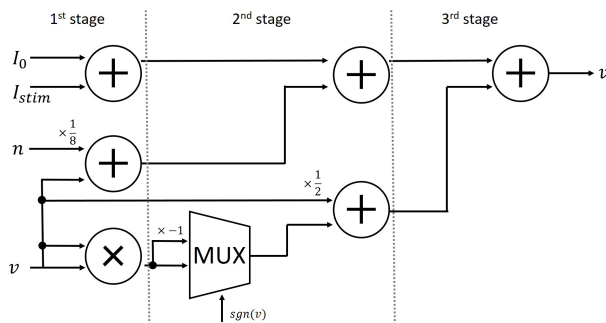 1st stage
2nd stage
3rd stage
I0
Istim
+
+
+
v
×1/8
n
+
×1/2
+
v
×
× −1
MUX
sgn(v)